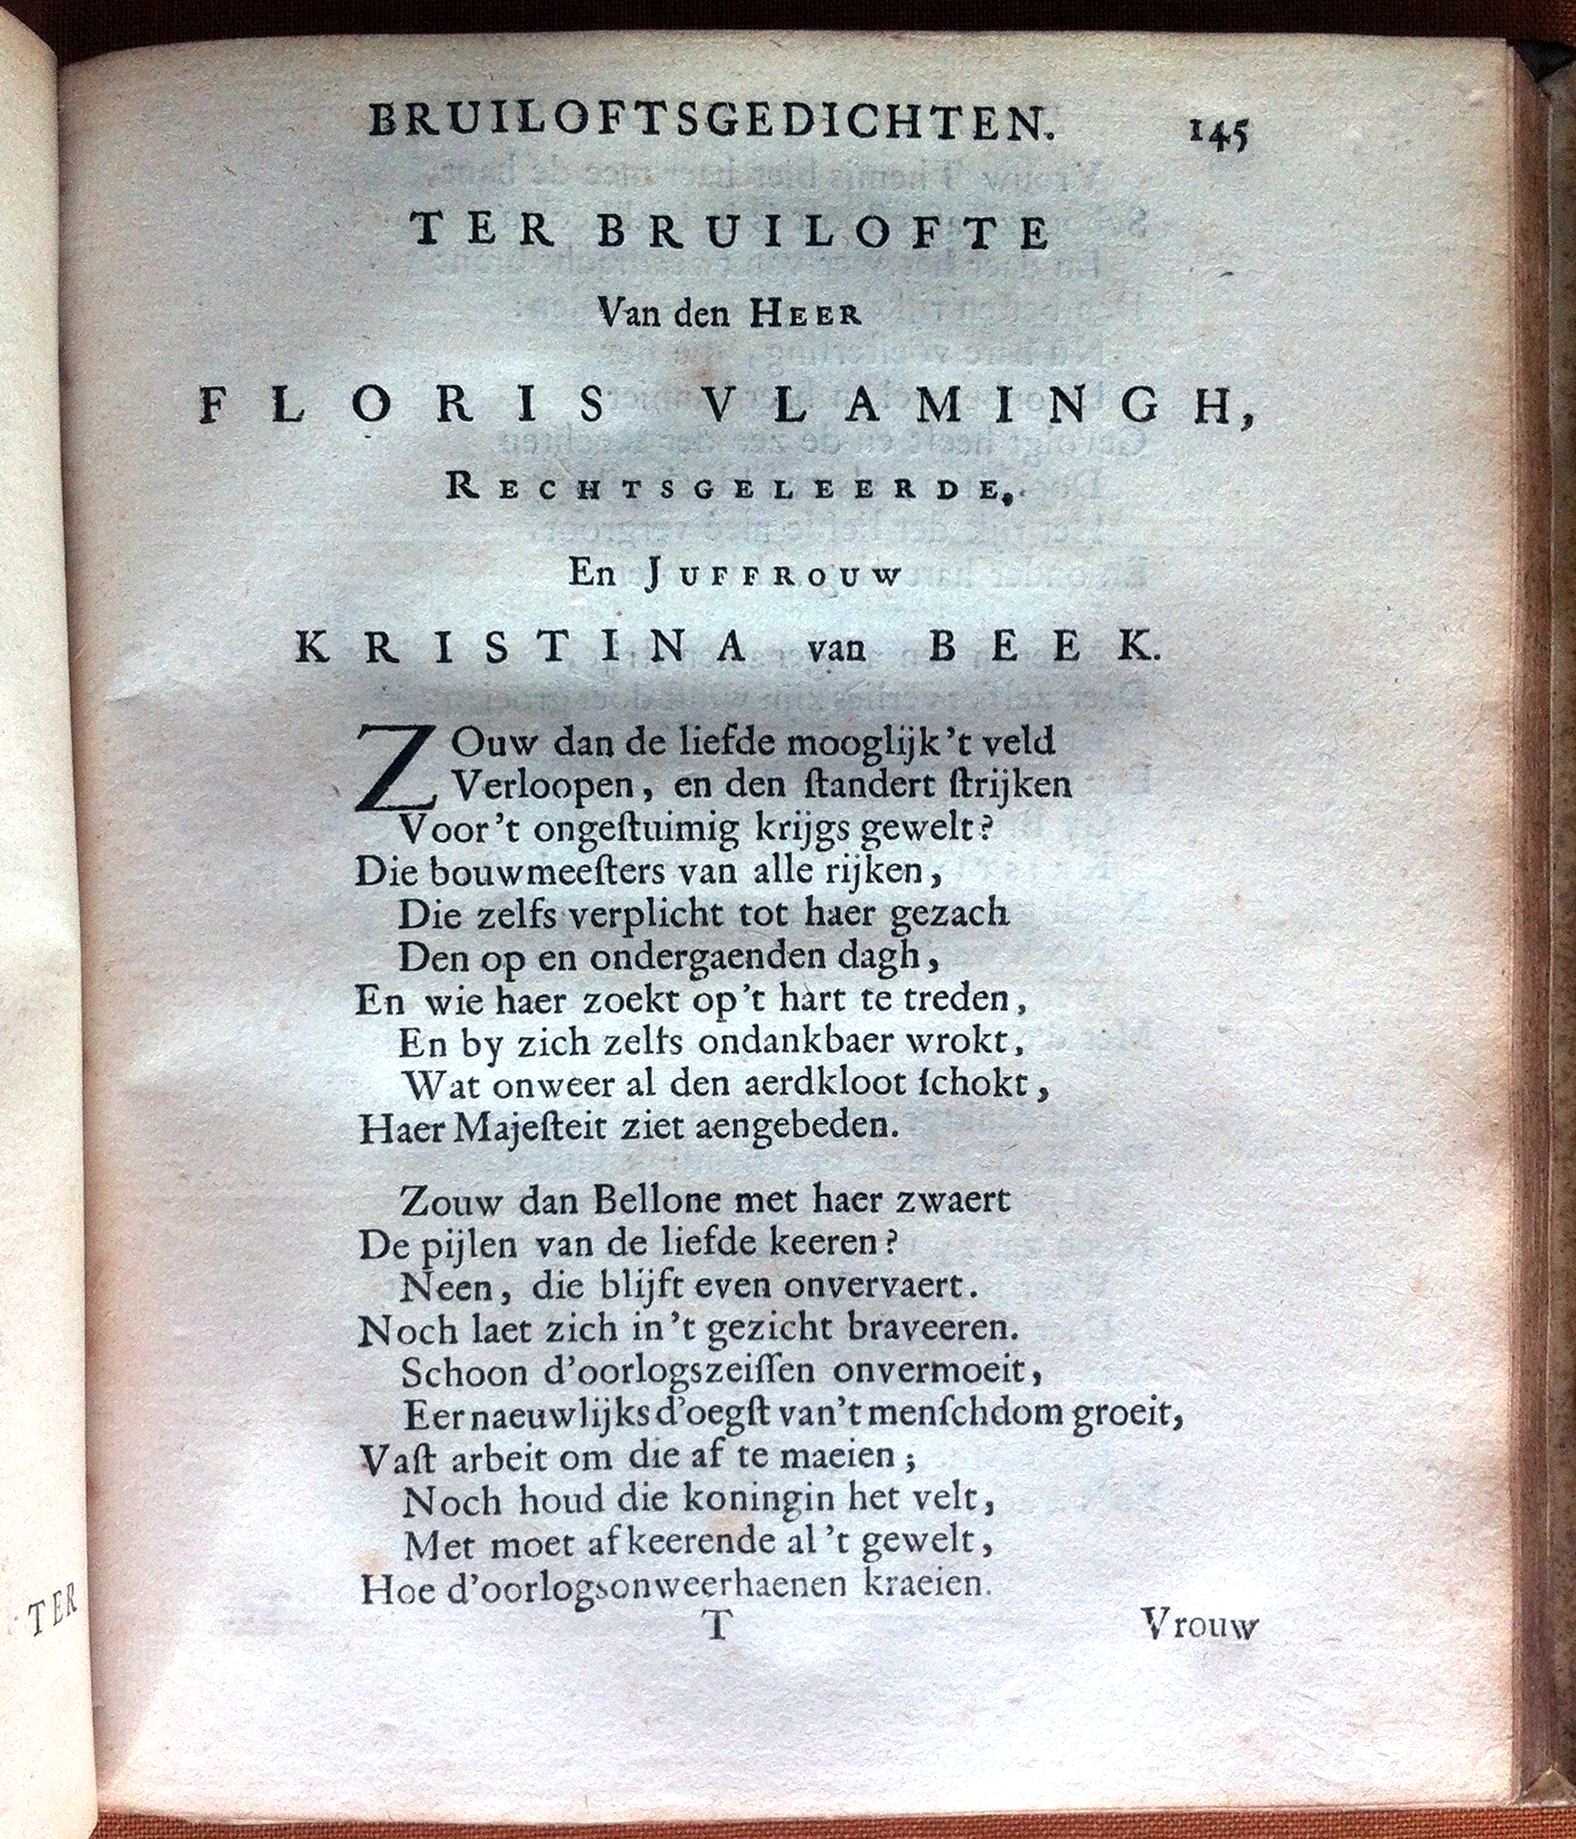 BRUILOFTSGEDICHTEN. 145
TER BRUILOFTE
Van den HEER
FLORIS VLAMINGH,
RECHTSGELEERDE,
En JUFFROUW
KRISTINA van BEEK.
ZOuw dan de liefde mooglijk 't veld
Verloopen, en den ſtandert ſtrijken
Voor 't ongeſtuimig krijgs gewelt?
Die bouwmeeſters van alle rijken,
Die zelfs verplicht tot haer gezach
Den op en ondergaenden dagh,
En wie haer zoekt op 't hart te treden,
En by zich zelfs ondankbaer wrokt,
Wat onweer al den aerdkloot ſchokt,
Haer Majeſteit ziet aengebeden.
Zouw dan Bellone met haer zwaert
De pijlen van de liefde keeren?
Neen, die blijft even onvervaert.
Noch laet zich in 't gezicht braveeren.
Schoon d'oorlogszeiſſen onvermoeit,
Eer naeuwlijks d'oegſt van 't menſchdom groeit,
Vaſt arbeit om die af te maeien;
Noch houd die koningin het velt,
Met moet afkeerende al 't gewelt,
Hoe d'oorlogsonweerhaenen kraeien.
T Vrouw
TER